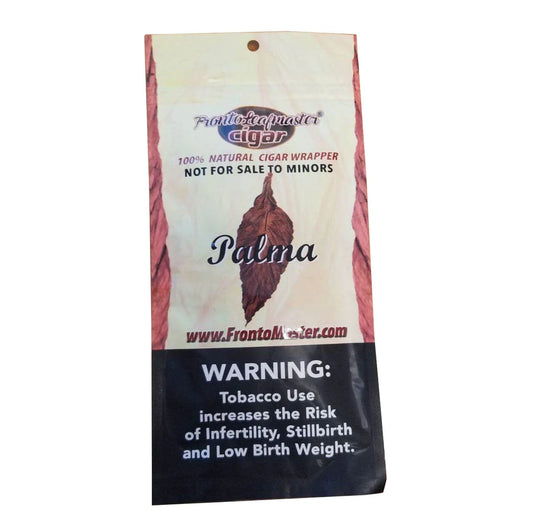 FrontoLeafmaster®
cigar
100% NATURAL CIGAR WRAPPER
NOT FOR SALE TO MINORS
Palma
www.FrontoMaster.com
WARNING:
Tobacco Use
increases the Risk
of Infertility, Stillbirth
and Low Birth Weight.